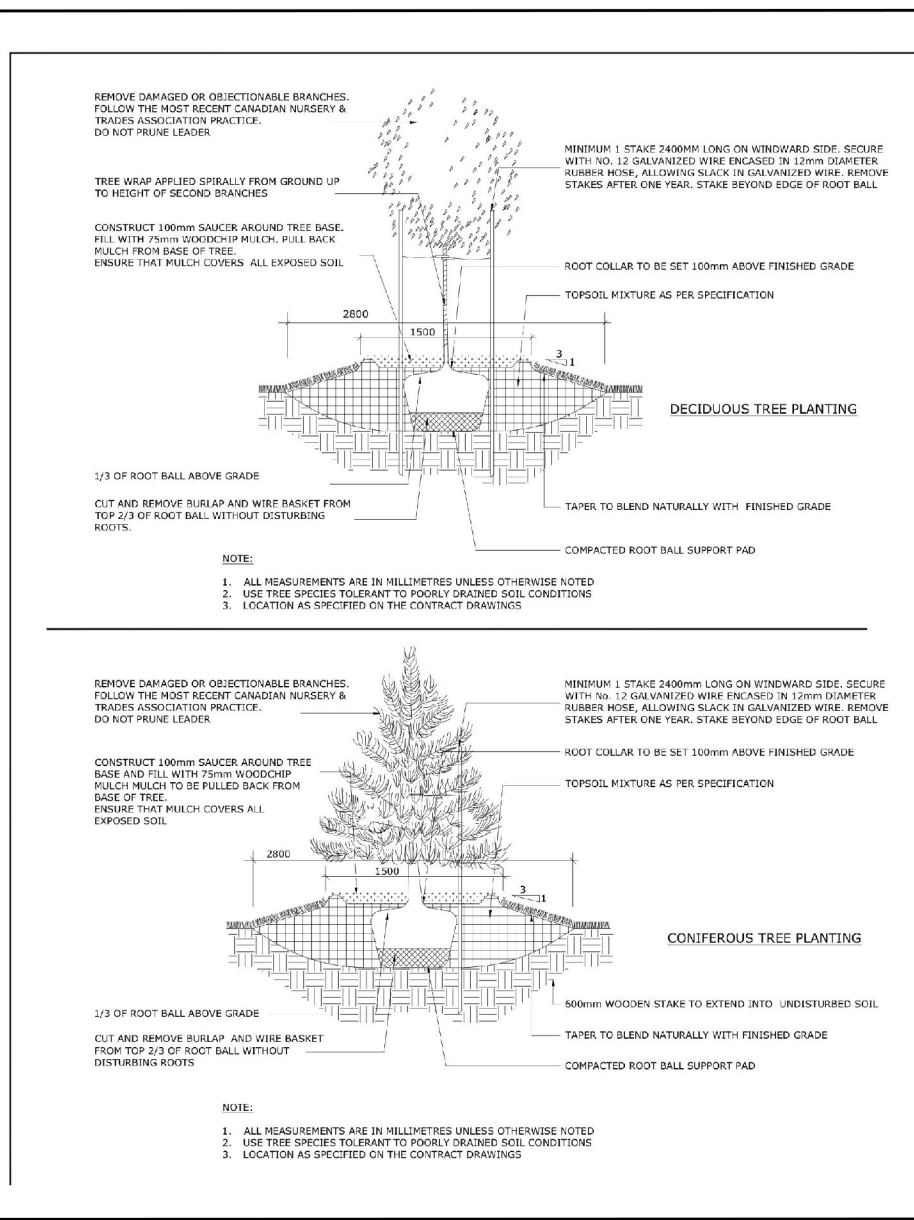 REMOVE DAMAGED OR OBJECTIONABLE BRANCHES.
FOLLOW THE MOST RECENT CANADIAN NURSERY &
TRADES ASSOCIATION PRACTICE.
DO NOT PRUNE LEADER
MINIMUM 1 STAKE 2400MM LONG ON WINDWARD SIDE. SECURE
WITH NO. 12 GALVANIZED WIRE ENCASED IN 12mm DIAMETER
RUBBER HOSE, ALLOWING SLACK IN GALVANIZED WIRE. REMOVE
STAKES AFTER ONE YEAR. STAKE BEYOND EDGE OF ROOT BALL
TREE WRAP APPLIED SPIRALLY FROM GROUND UP
TO HEIGHT OF SECOND BRANCHES
CONSTRUCT 100mm SAUCER AROUND TREE BASE.
FILL WITH 75mm WOODCHIP MULCH. PULL BACK
MULCH FROM BASE OF TREE.
ENSURE THAT MULCH COVERS ALL EXPOSED SOIL
ROOT COLLAR TO BE SET 100mm ABOVE FINISHED GRADE
TOPSOIL MIXTURE AS PER SPECIFICATION
2800
1500
3
1
DECIDUOUS TREE PLANTING
1/3 OF ROOT BALL ABOVE GRADE
CUT AND REMOVE BURLAP AND WIRE BASKET FROM
TOP 2/3 OF ROOT BALL WITHOUT DISTURBING
ROOTS.
TAPER TO BLEND NATURALLY WITH FINISHED GRADE
COMPACTED ROOT BALL SUPPORT PAD
NOTE:
1. ALL MEASUREMENTS ARE IN MILLIMETRES UNLESS OTHERWISE NOTED
2. USE TREE SPECIES TOLERANT TO POORLY DRAINED SOIL CONDITIONS
3. LOCATION AS SPECIFIED ON THE CONTRACT DRAWINGS
REMOVE DAMAGED OR OBJECTIONABLE BRANCHES.
FOLLOW THE MOST RECENT CANADIAN NURSERY &
TRADES ASSOCIATION PRACTICE.
DO NOT PRUNE LEADER
MINIMUM 1 STAKE 2400mm LONG ON WINDWARD SIDE. SECURE
WITH No. 12 GALVANIZED WIRE ENCASED IN 12mm DIAMETER
RUBBER HOSE, ALLOWING SLACK IN GALVANIZED WIRE. REMOVE
STAKES AFTER ONE YEAR. STAKE BEYOND EDGE OF ROOT BALL
ROOT COLLAR TO BE SET 100mm ABOVE FINISHED GRADE
CONSTRUCT 100mm SAUCER AROUND TREE
BASE AND FILL WITH 75mm WOODCHIP
MULCH MULCH TO BE PULLED BACK FROM
BASE OF TREE.
ENSURE THAT MULCH COVERS ALL
EXPOSED SOIL
TOPSOIL MIXTURE AS PER SPECIFICATION
2800
1500
3
1
CONIFEROUS TREE PLANTING
600mm WOODEN STAKE TO EXTEND INTO UNDISTURBED SOIL
1/3 OF ROOT BALL ABOVE GRADE
CUT AND REMOVE BURLAP AND WIRE BASKET
FROM TOP 2/3 OF ROOT BALL WITHOUT
DISTURBING ROOTS
TAPER TO BLEND NATURALLY WITH FINISHED GRADE
COMPACTED ROOT BALL SUPPORT PAD
NOTE:
1. ALL MEASUREMENTS ARE IN MILLIMETRES UNLESS OTHERWISE NOTED
2. USE TREE SPECIES TOLERANT TO POORLY DRAINED SOIL CONDITIONS
3. LOCATION AS SPECIFIED ON THE CONTRACT DRAWINGS